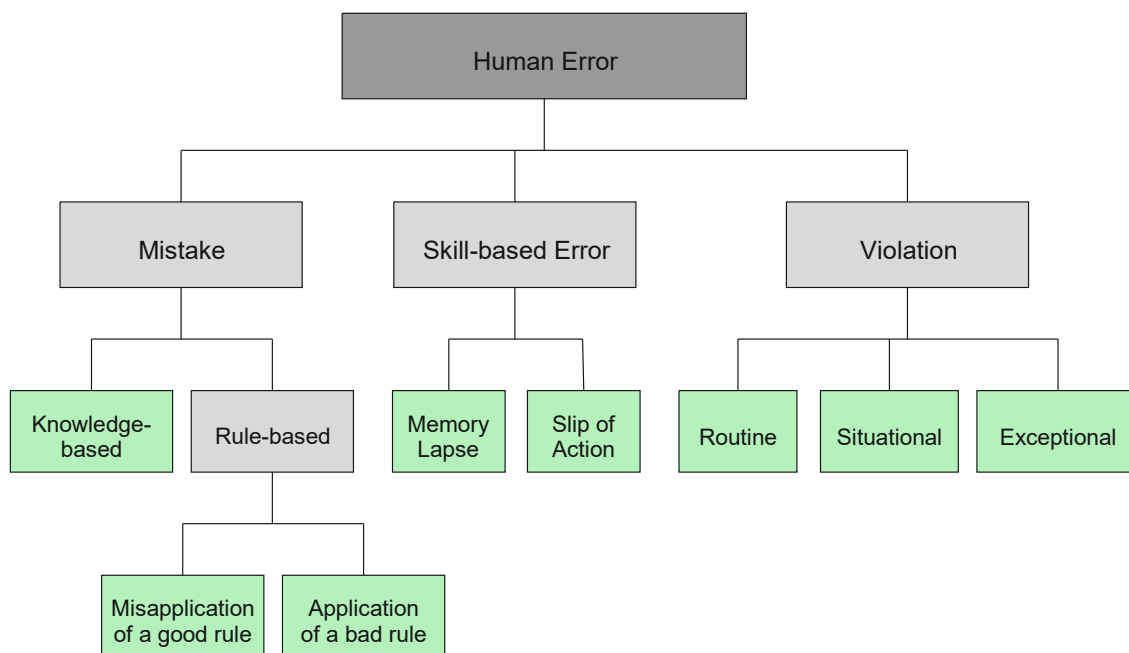 Human Error
Mistake
Skill-based Error
Violation
Knowledge-
based
Rule-based
Memory
Lapse
Slip of
Action
Routine
Situational
Exceptional
Misapplication
of a good rule
Application
of a bad rule